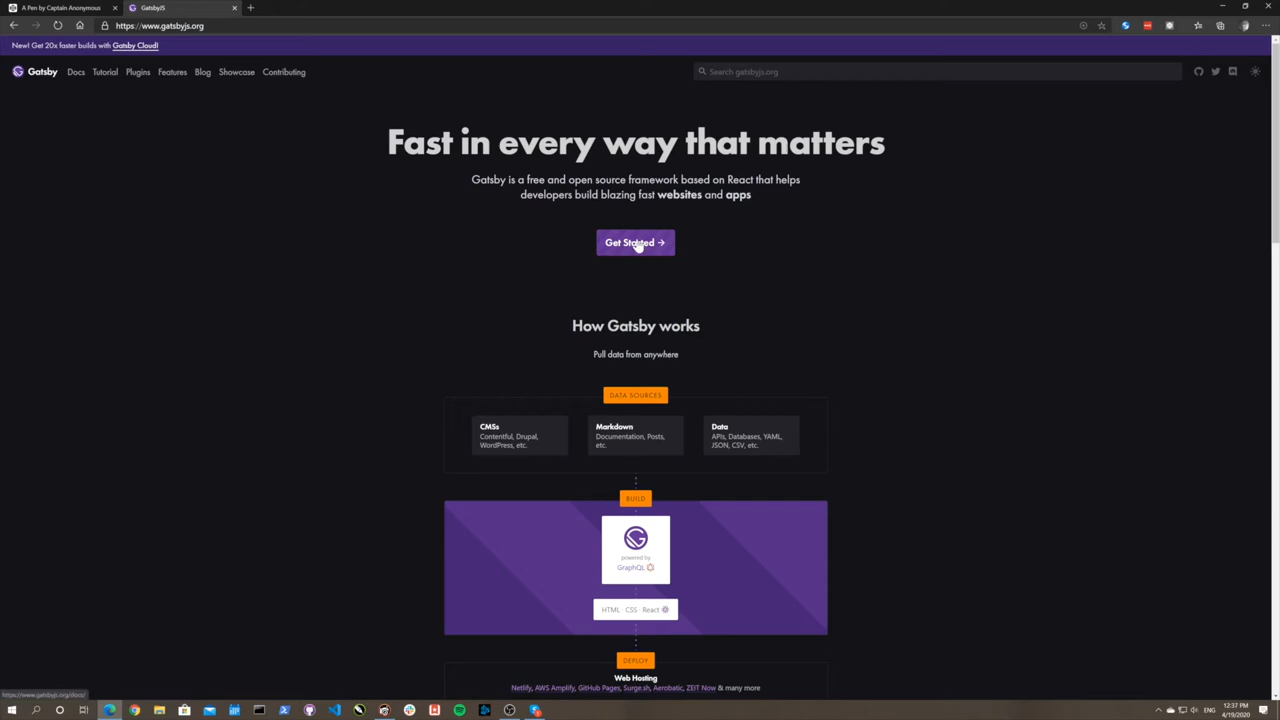 A Pen by Captain Anonymous
GatsbyJS
https://www.gatsbyjs.org
New! Get 20x faster builds with Gatsby Cloud!
Gatsby Docs Tutorial Plugins Features Blog Showcase Contributing
Search gatsbyjs.org
Fast in every way that matters
Gatsby is a free and open source framework based on React that helps
developers build blazing fast websites and apps
Get Started →
How Gatsby works
Pull data from anywhere
DATA SOURCES
CMSs
Contentful, Drupal,
WordPress, etc.
Markdown
Documentation, Posts,
etc.
Data
APIs, Databases, YAML,
JSON, CSV, etc.
BUILD
powered by
GraphQL
HTML · CSS · React
DEPLOY
Web Hosting
Netlify, AWS Amplify, GitHub Pages, Surge.sh, Aerobatic, ZEIT Now & many more
https://www.gatsbyjs.org/docs/
ENG
12:37 PM
4/19/2020